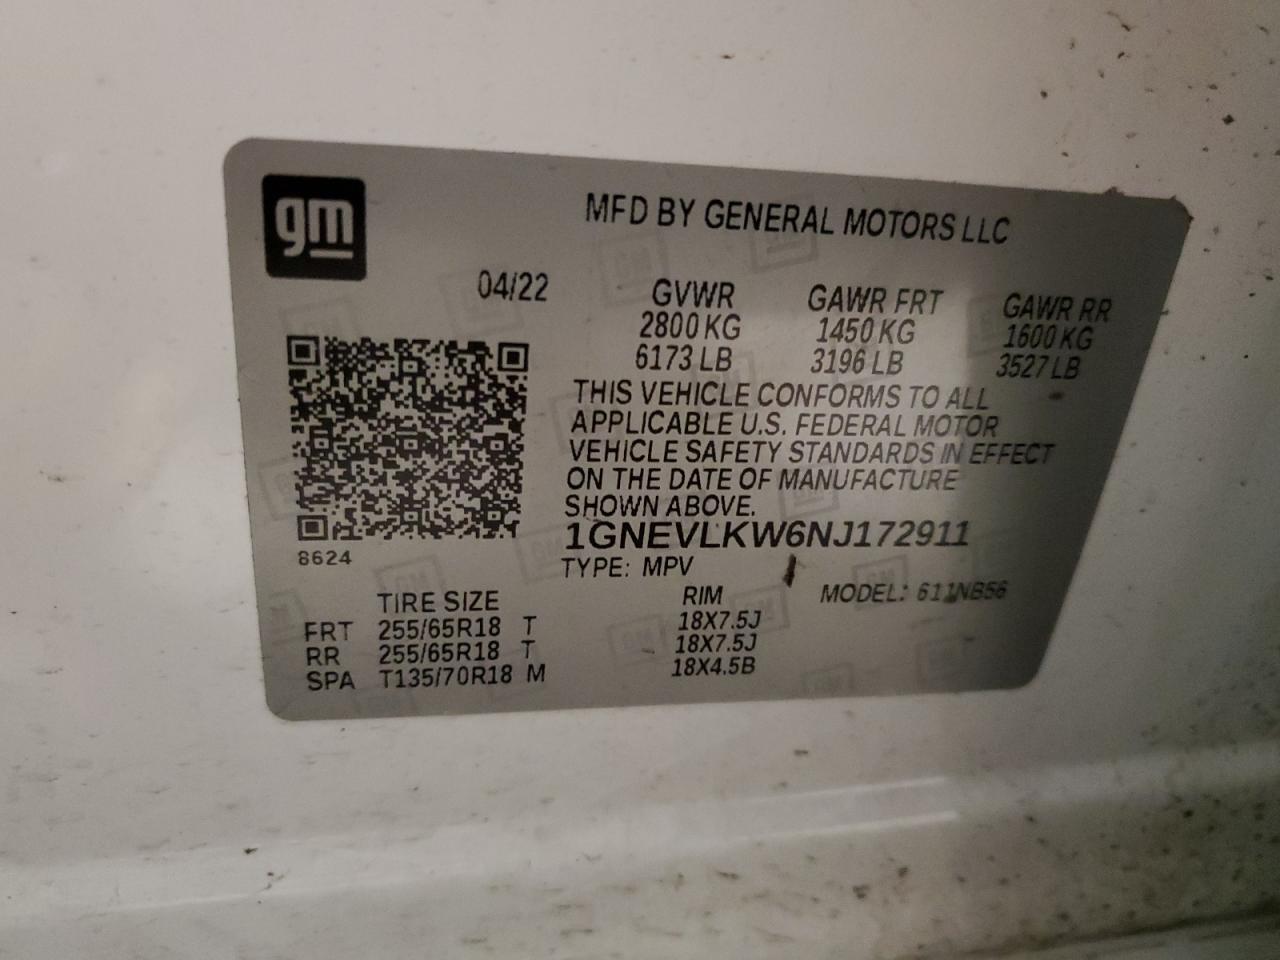 gm
MFD BY GENERAL MOTORS LLC
04/22
GVWR GAWR FRT GAWR RR
2800 KG 1450 KG 1600 KG
6173 LB 3196 LB 3527 LB
THIS VEHICLE CONFORMS TO ALL
APPLICABLE U.S. FEDERAL MOTOR
VEHICLE SAFETY STANDARDS IN EFFECT
ON THE DATE OF MANUFACTURE
SHOWN ABOVE.
1GNEVLKW6NJ172911
8624
TYPE: MPV
MODEL: 611NB56
TIRE SIZE RIM
FRT 255/65R18 T 18X7.5J
RR 255/65R18 T 18X7.5J
SPA T135/70R18 M 18X4.5B